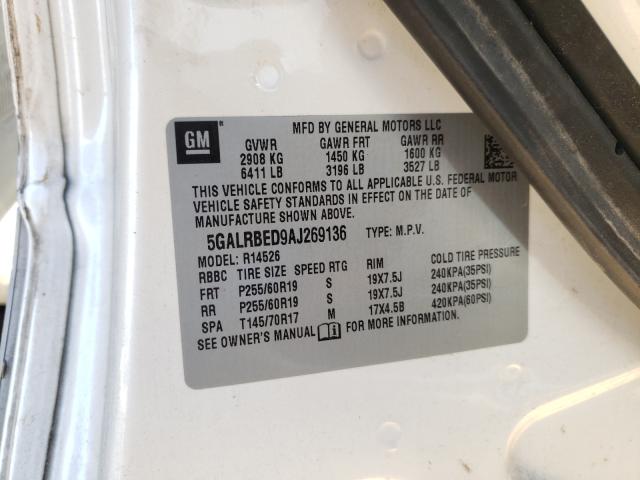 GM ®
MFD BY GENERAL MOTORS LLC
GVWR GAWR FRT GAWR RR
2908 KG 1450 KG 1600 KG
6411 LB 3196 LB 3527 LB
THIS VEHICLE CONFORMS TO ALL APPLICABLE U.S. FEDERAL MOTOR
VEHICLE SAFETY STANDARDS IN EFFECT ON THE DATE OF
MANUFACTURE SHOWN ABOVE.
5GALRBED9AJ269136 TYPE: M.P.V.
MODEL: R14526
RBBC TIRE SIZE SPEED RTG RIM COLD TIRE PRESSURE
FRT P255/60R19 S 19X7.5J 240KPA(35PSI)
RR P255/60R19 S 19X7.5J 240KPA(35PSI)
SPA T145/70R17 M 17X4.5B 420KPA(60PSI)
SEE OWNER'S MANUAL FOR MORE INFORMATION.